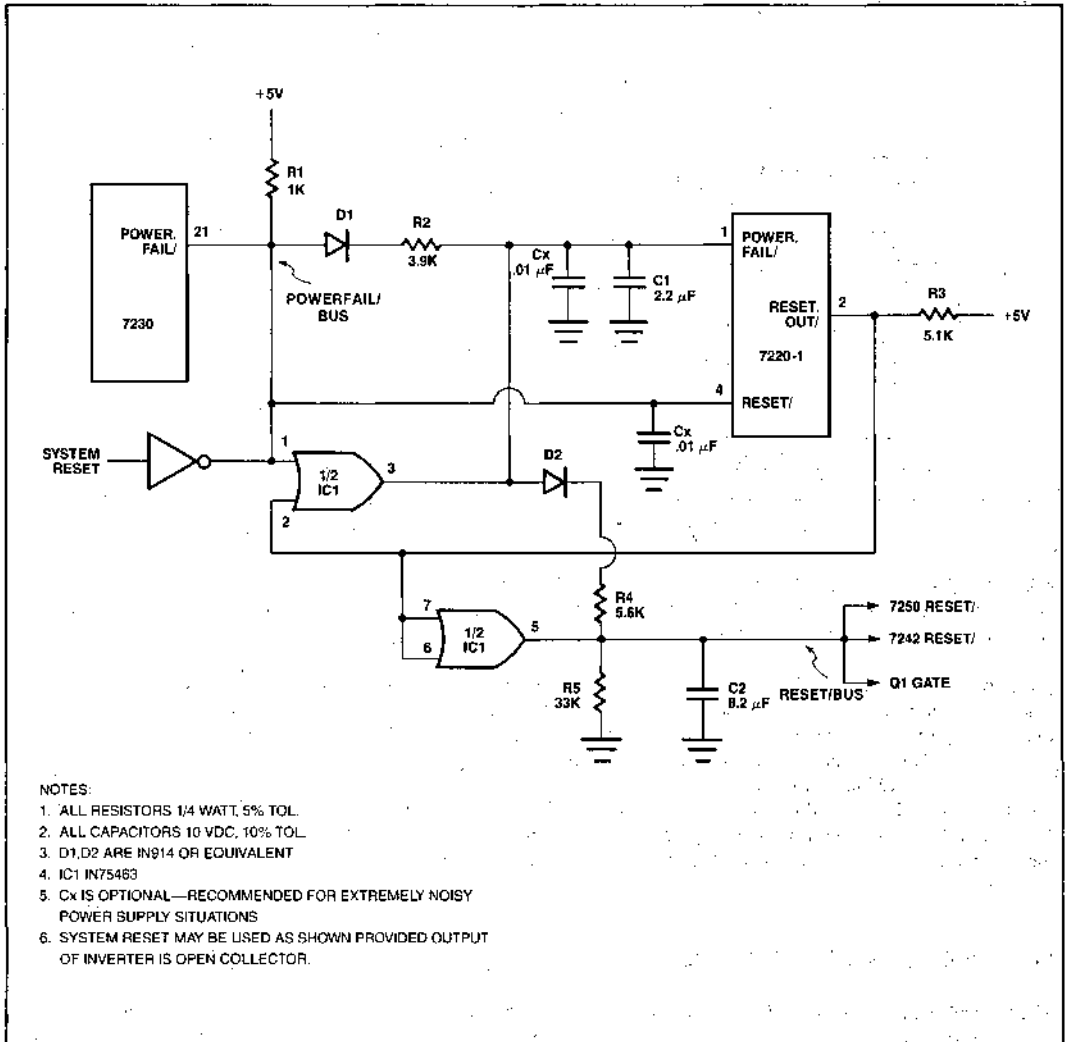 +5V
R1
1K
POWER.
FAIL/
21
7230
D1
R2
3.9K
POWERFAIL/
BUS
Cx
.01 µF
C1
2.2 µF
1
POWER.
FAIL/
RESET.
OUT/
2
7220-1
4
RESET/
R3
5.1K
+5V
Cx
.01 µF
SYSTEM
RESET
1
2
1/2
IC1
3
D2
R4
5.6K
7
6
1/2
IC1
5
R5
33K
C2
8.2 µF
RESET/BUS
7250 RESET/
7242 RESET/
Q1 GATE
NOTES:
1. ALL RESISTORS 1/4 WATT, 5% TOL.
2. ALL CAPACITORS 10 VDC, 10% TOL.
3. D1,D2 ARE IN914 OR EQUIVALENT
4. IC1 IN75463
5. Cx IS OPTIONAL—RECOMMENDED FOR EXTREMELY NOISY
POWER SUPPLY SITUATIONS
6. SYSTEM RESET MAY BE USED AS SHOWN PROVIDED OUTPUT
OF INVERTER IS OPEN COLLECTOR.